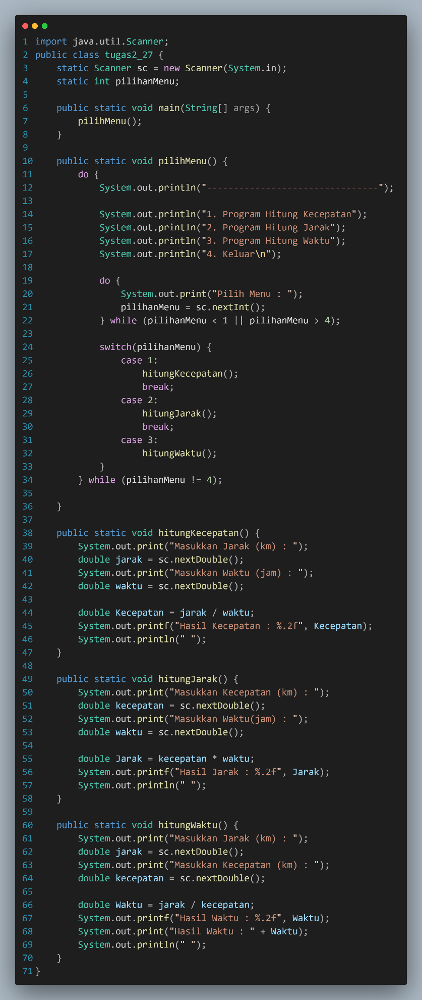 1 import java.util.Scanner;
2 public class tugas2_27 {
3     static Scanner sc = new Scanner(System.in);
4     static int pilihanMenu;
5
6     public static void main(String[] args) {
7         pilihMenu();
8     }
9
10     public static void pilihMenu() {
11         do {
12             System.out.println("--------------------------------");
13
14             System.out.println("1. Program Hitung Kecepatan");
15             System.out.println("2. Program Hitung Jarak");
16             System.out.println("3. Program Hitung Waktu");
17             System.out.println("4. Keluar\n");
18
19             do {
20                 System.out.print("Pilih Menu : ");
21                 pilihanMenu = sc.nextInt();
22             } while (pilihanMenu < 1 || pilihanMenu > 4);
23
24             switch(pilihanMenu) {
25                 case 1:
26                     hitungKecepatan();
27                     break;
28                 case 2:
29                     hitungJarak();
30                     break;
31                 case 3:
32                     hitungWaktu();
33             }
34         } while (pilihanMenu != 4);
35
36     }
37
38     public static void hitungKecepatan() {
39         System.out.print("Masukkan Jarak (km) : ");
40         double jarak = sc.nextDouble();
41         System.out.print("Masukkan Waktu (jam) : ");
42         double waktu = sc.nextDouble();
43
44         double Kecepatan = jarak / waktu;
45         System.out.printf("Hasil Kecepatan : %.2f", Kecepatan);
46         System.out.println(" ");
47     }
48
49     public static void hitungJarak() {
50         System.out.print("Masukkan Kecepatan (km) : ");
51         double kecepatan = sc.nextDouble();
52         System.out.print("Masukkan Waktu(jam) : ");
53         double waktu = sc.nextDouble();
54
55         double Jarak = kecepatan * waktu;
56         System.out.printf("Hasil Jarak : %.2f", Jarak);
57         System.out.println(" ");
58     }
59
60     public static void hitungWaktu() {
61         System.out.print("Masukkan Jarak (km) : ");
62         double jarak = sc.nextDouble();
63         System.out.print("Masukkan Kecepatan (km) : ");
64         double kecepatan = sc.nextDouble();
65
66         double Waktu = jarak / kecepatan;
67         System.out.printf("Hasil Waktu : %.2f", Waktu);
68         System.out.print("Hasil Waktu : " + Waktu);
69         System.out.println(" ");
70     }
71 }